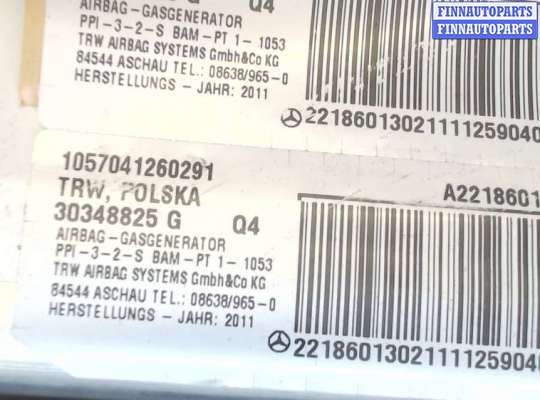 FINNAUTOPARTS
FINNAUTOPARTS
G Q4
AIRBAG-GASGENERATOR
PPI-3-2-S BAM-PT 1- 1053
TRW AIRBAG SYSTEMS GmbH&Co KG
84544 ASCHAU TEL.: 08638/965-0
HERSTELLUNGS - JAHR: 2011
2218601302111125904
1057041260291
TRW, POLSKA
30348825 G Q4
A2218601
AIRBAG-GASGENERATOR
PPI-3-2-S BAM-PT 1- 1053
TRW AIRBAG SYSTEMS GmbH&Co KG
84544 ASCHAU TEL.: 08638/965-0
HERSTELLUNGS - JAHR: 2011
2218601302111125904